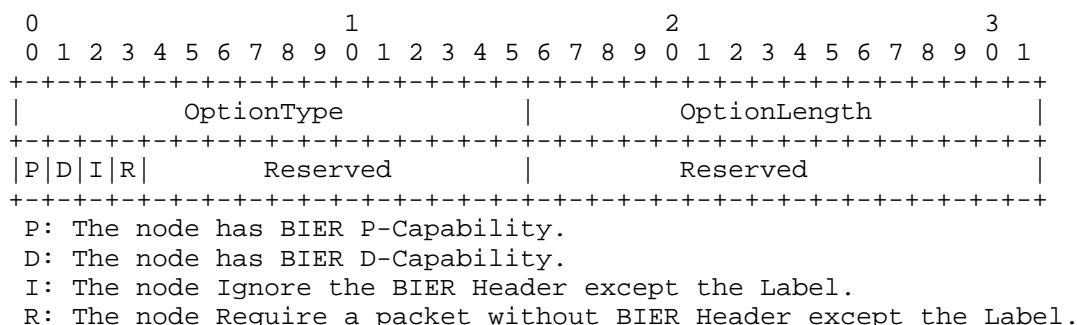 0                   1                   2                   3
 0 1 2 3 4 5 6 7 8 9 0 1 2 3 4 5 6 7 8 9 0 1 2 3 4 5 6 7 8 9 0 1
+-+-+-+-+-+-+-+-+-+-+-+-+-+-+-+-+-+-+-+-+-+-+-+-+-+-+-+-+-+-+-+-+
|          OptionType           |         OptionLength          |
+-+-+-+-+-+-+-+-+-+-+-+-+-+-+-+-+-+-+-+-+-+-+-+-+-+-+-+-+-+-+-+-+
|P|D|I|R|       Reserved        |         Reserved              |
+-+-+-+-+-+-+-+-+-+-+-+-+-+-+-+-+-+-+-+-+-+-+-+-+-+-+-+-+-+-+-+-+
P: The node has BIER P-Capability.
D: The node has BIER D-Capability.
I: The node Ignore the BIER Header except the Label.
R: The node Require a packet without BIER Header except the Label.